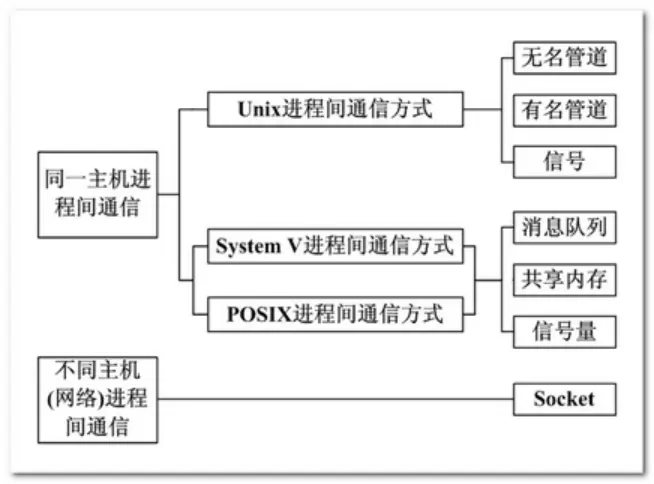 无名管道
Unix进程间通信方式
有名管道
信号
同一主机进
程间通信
消息队列
System V进程间通信方式
共享内存
POSIX进程间通信方式
信号量
不同主机
(网络)进程
间通信
Socket